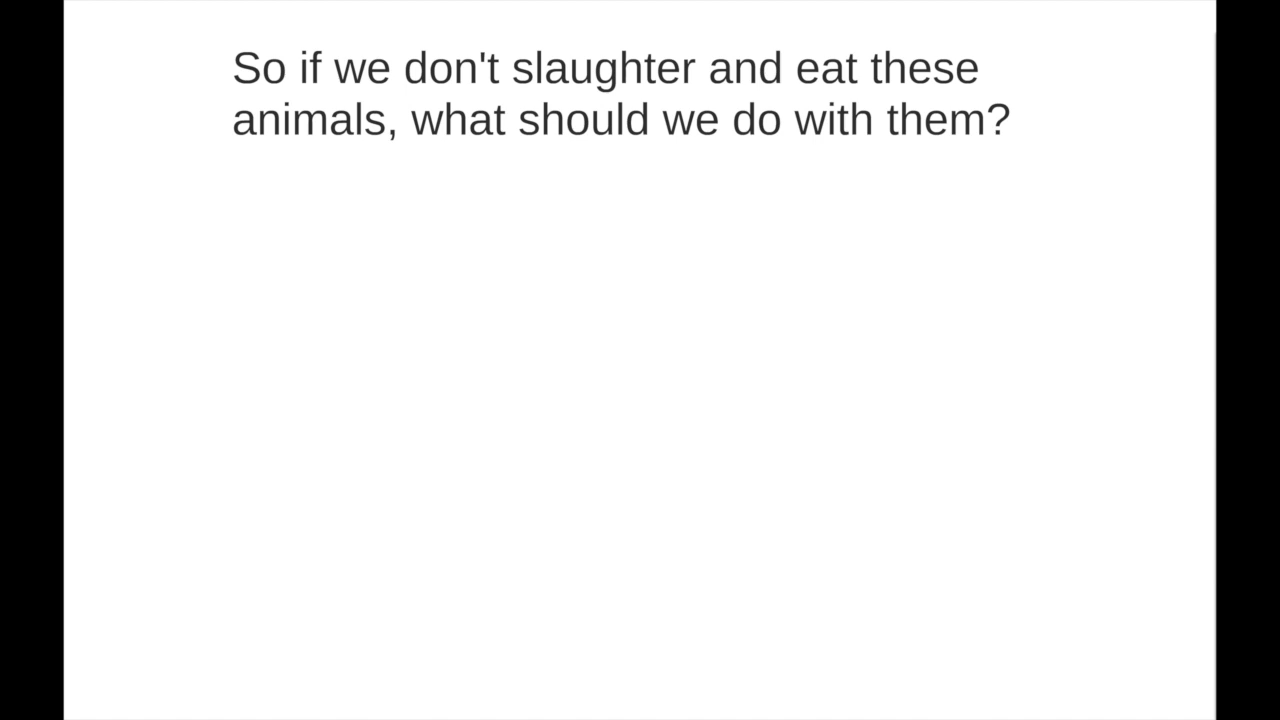 So if we don't slaughter and eat these
animals, what should we do with them?